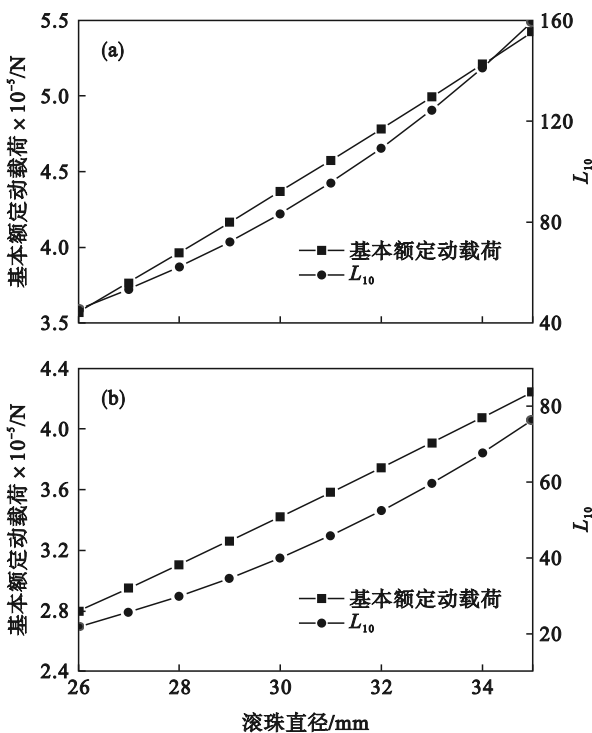 (a)
5.5
5.0
4.5
4.0
3.5
基本额定动载荷×10⁻⁵/N
160
120
80
40
L₁₀
基本额定动载荷
L₁₀
(b)
4.4
4.0
3.6
3.2
2.8
2.4
基本额定动载荷×10⁻⁵/N
80
60
40
20
L₁₀
基本额定动载荷
L₁₀
26 28 30 32 34
滚珠直径/mm